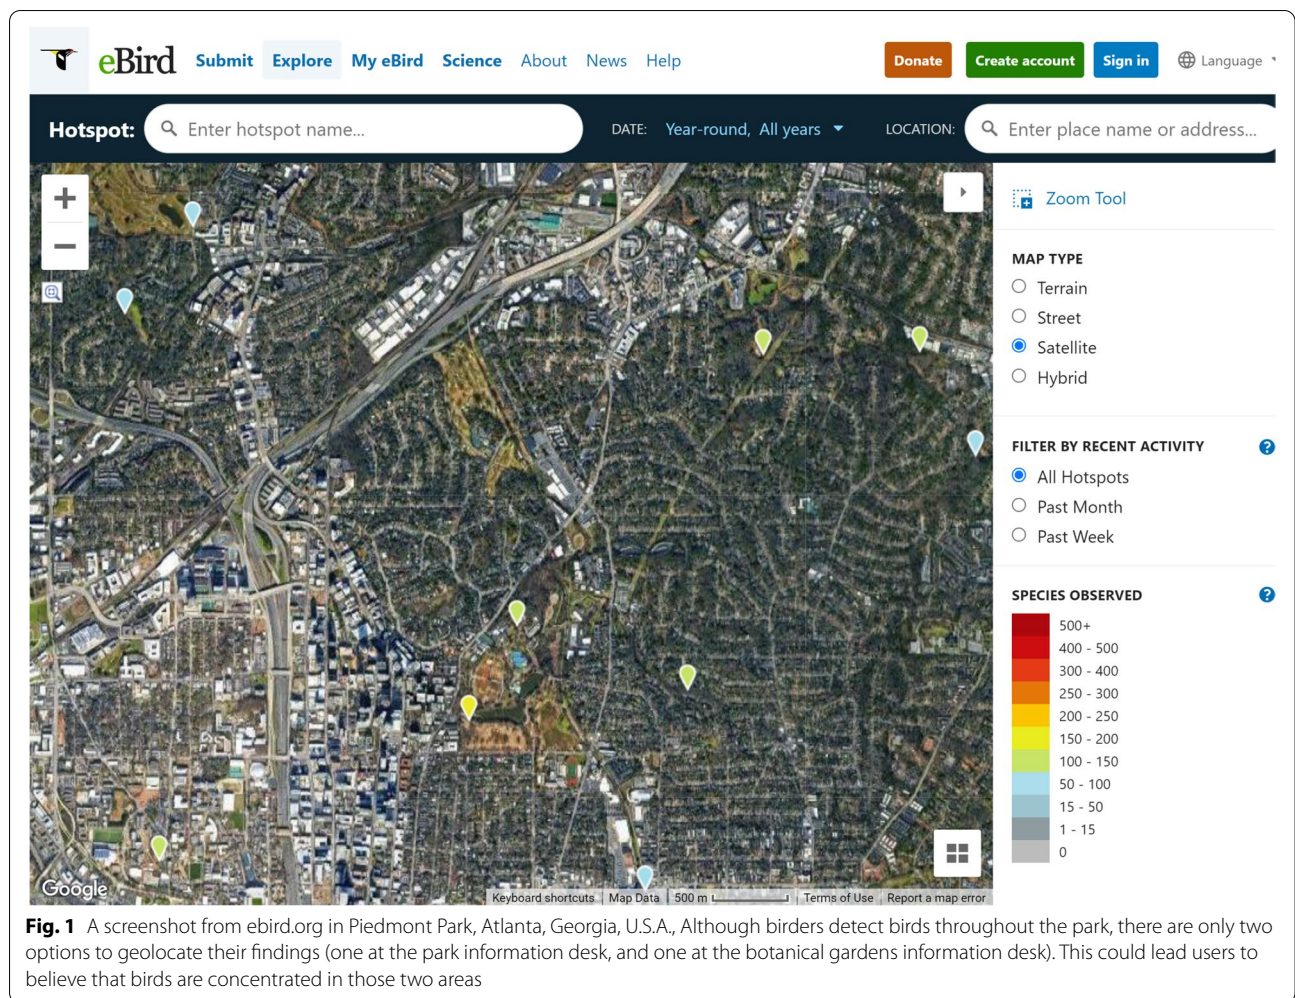 eBird Submit Explore My eBird Science About News Help Donate Create account Sign in Language
Hotspot: Enter hotspot name... DATE: Year-round, All years LOCATION: Enter place name or address...
Zoom Tool
MAP TYPE
Terrain
Street
Satellite
Hybrid
FILTER BY RECENT ACTIVITY
All Hotspots
Past Month
Past Week
SPECIES OBSERVED
500+
400 - 500
300 - 400
250 - 300
200 - 250
150 - 200
100 - 150
50 - 100
15 - 50
1 - 15
0
Google
Keyboard shortcuts Map Data 500 m Terms of Use Report a map error
Fig. 1 A screenshot from ebird.org in Piedmont Park, Atlanta, Georgia, U.S.A., Although birders detect birds throughout the park, there are only two
options to geolocate their findings (one at the park information desk, and one at the botanical gardens information desk). This could lead users to
believe that birds are concentrated in those two areas